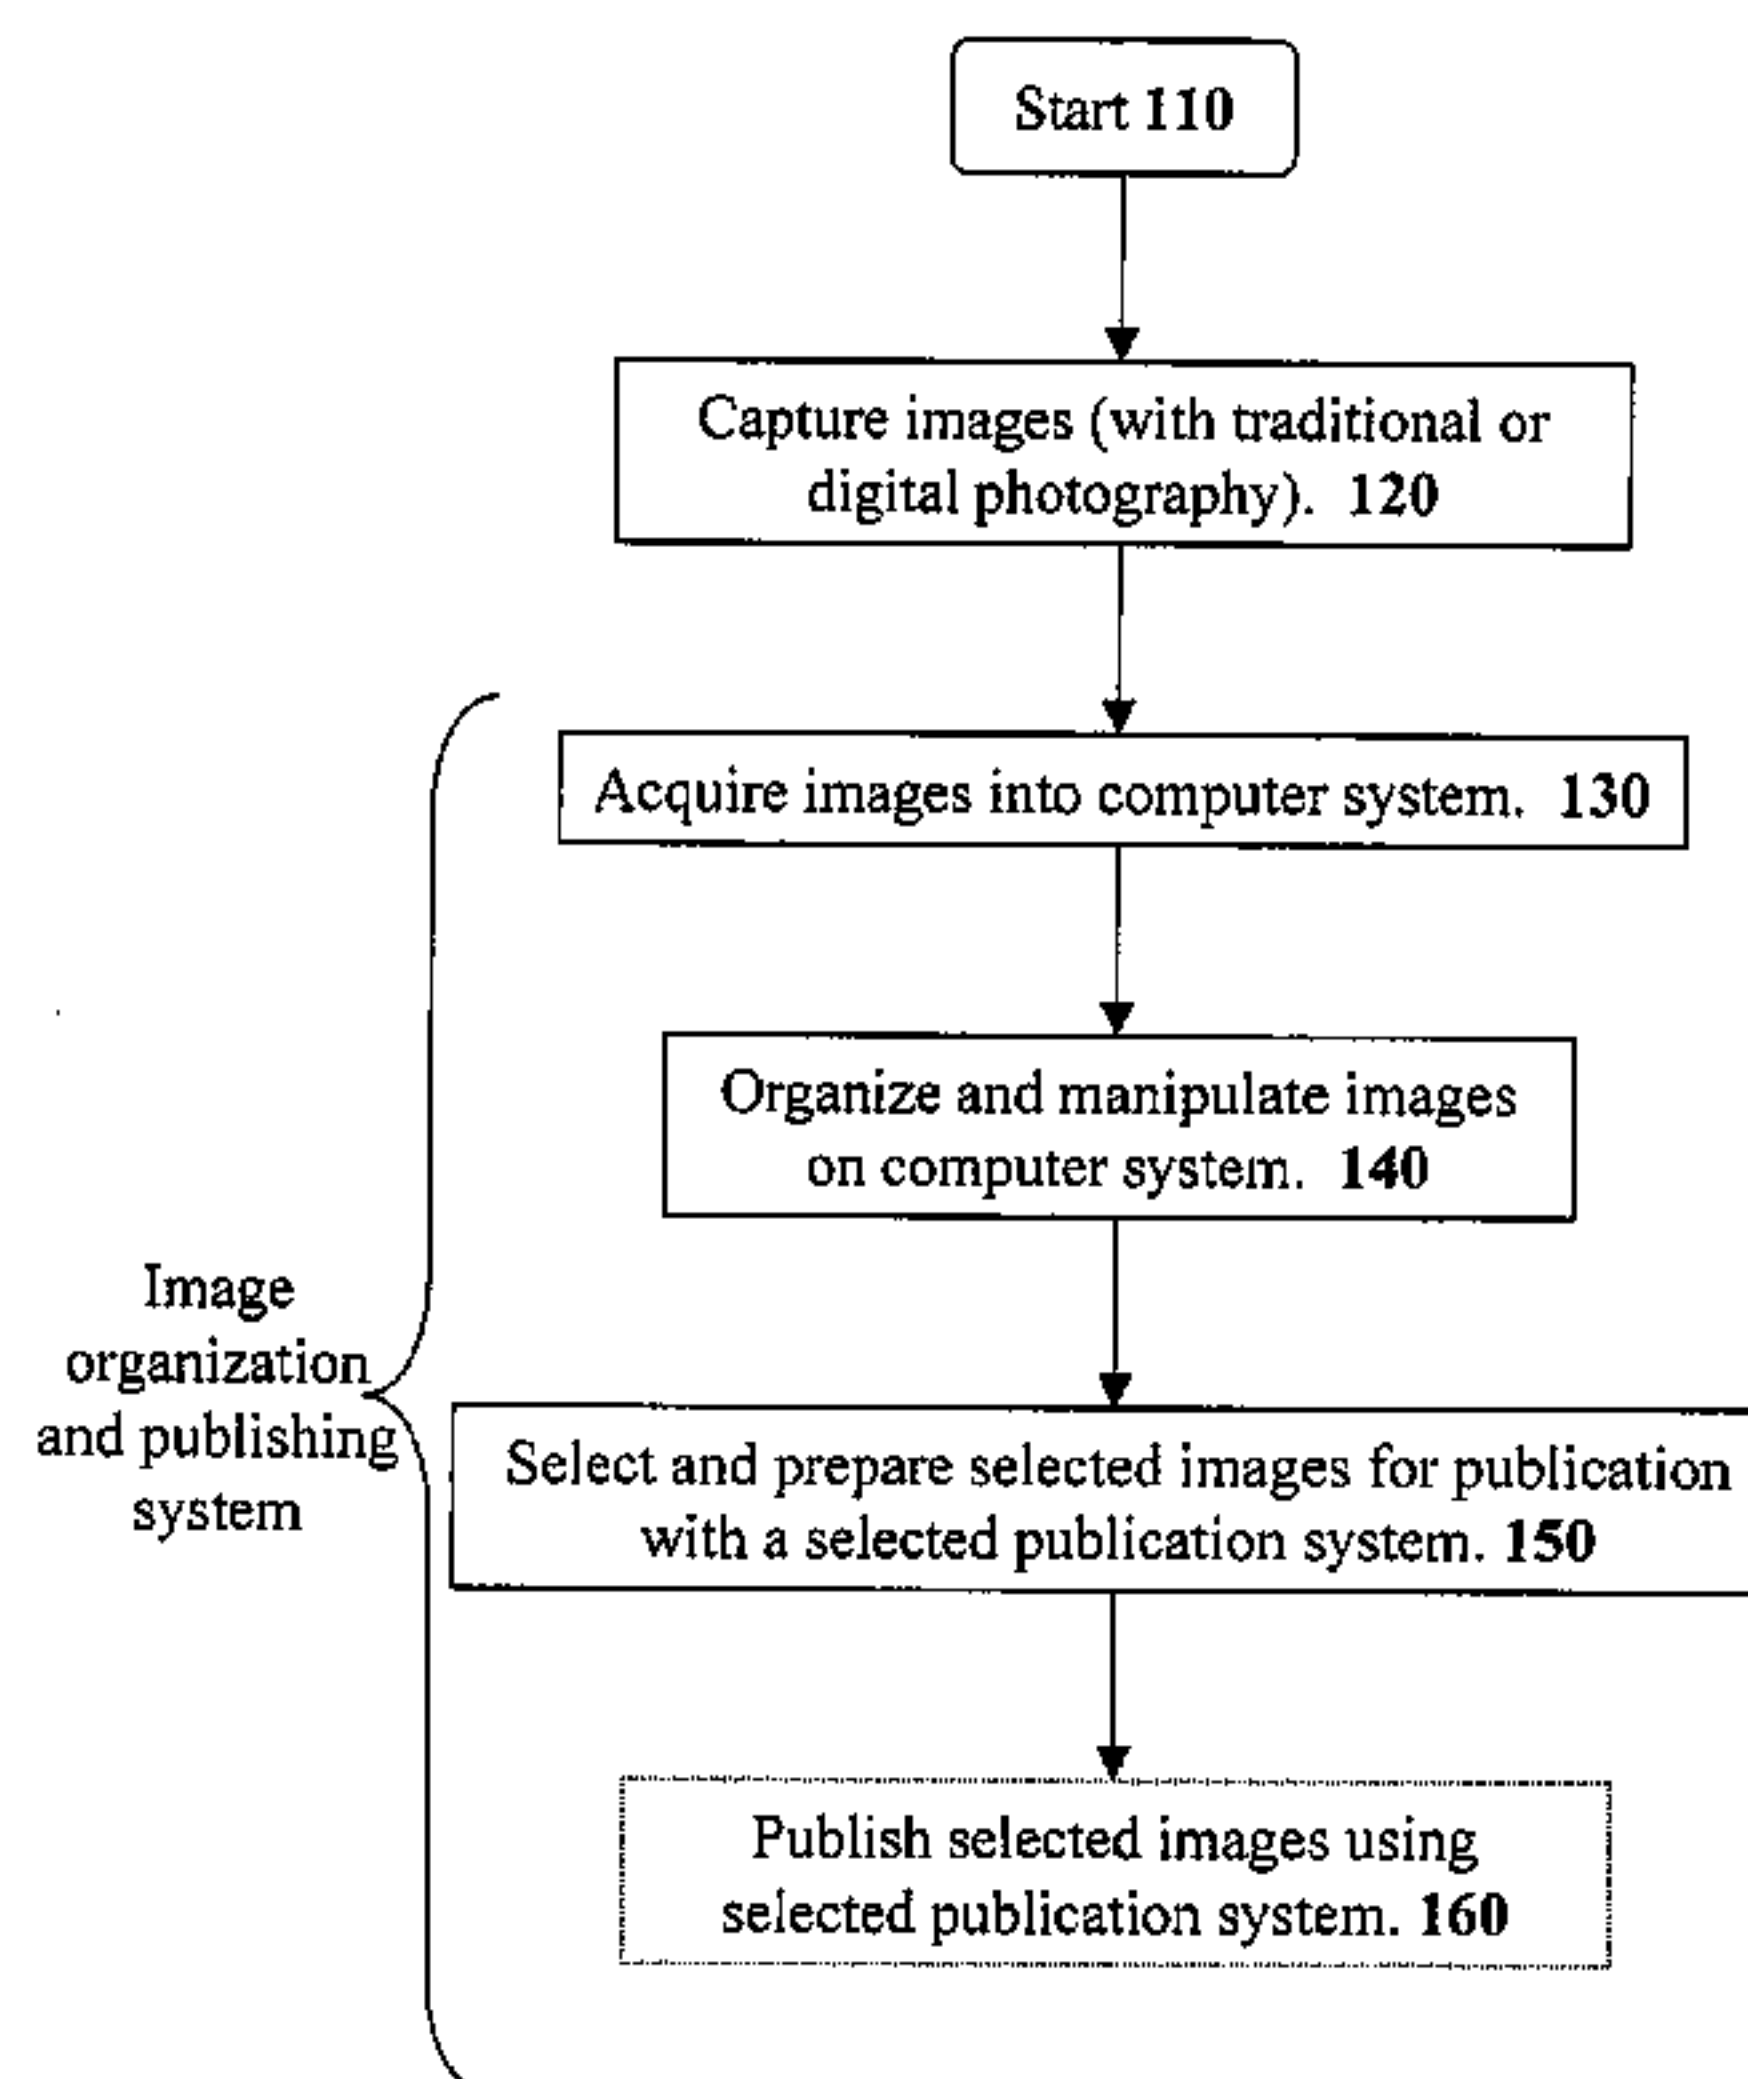 Start 110
Capture images (with traditional or
digital photography). 120
Acquire images into computer system. 130
Organize and manipulate images
on computer system. 140
Image
organization
and publishing
system
Select and prepare selected images for publication
with a selected publication system. 150
Publish selected images using
selected publication system. 160